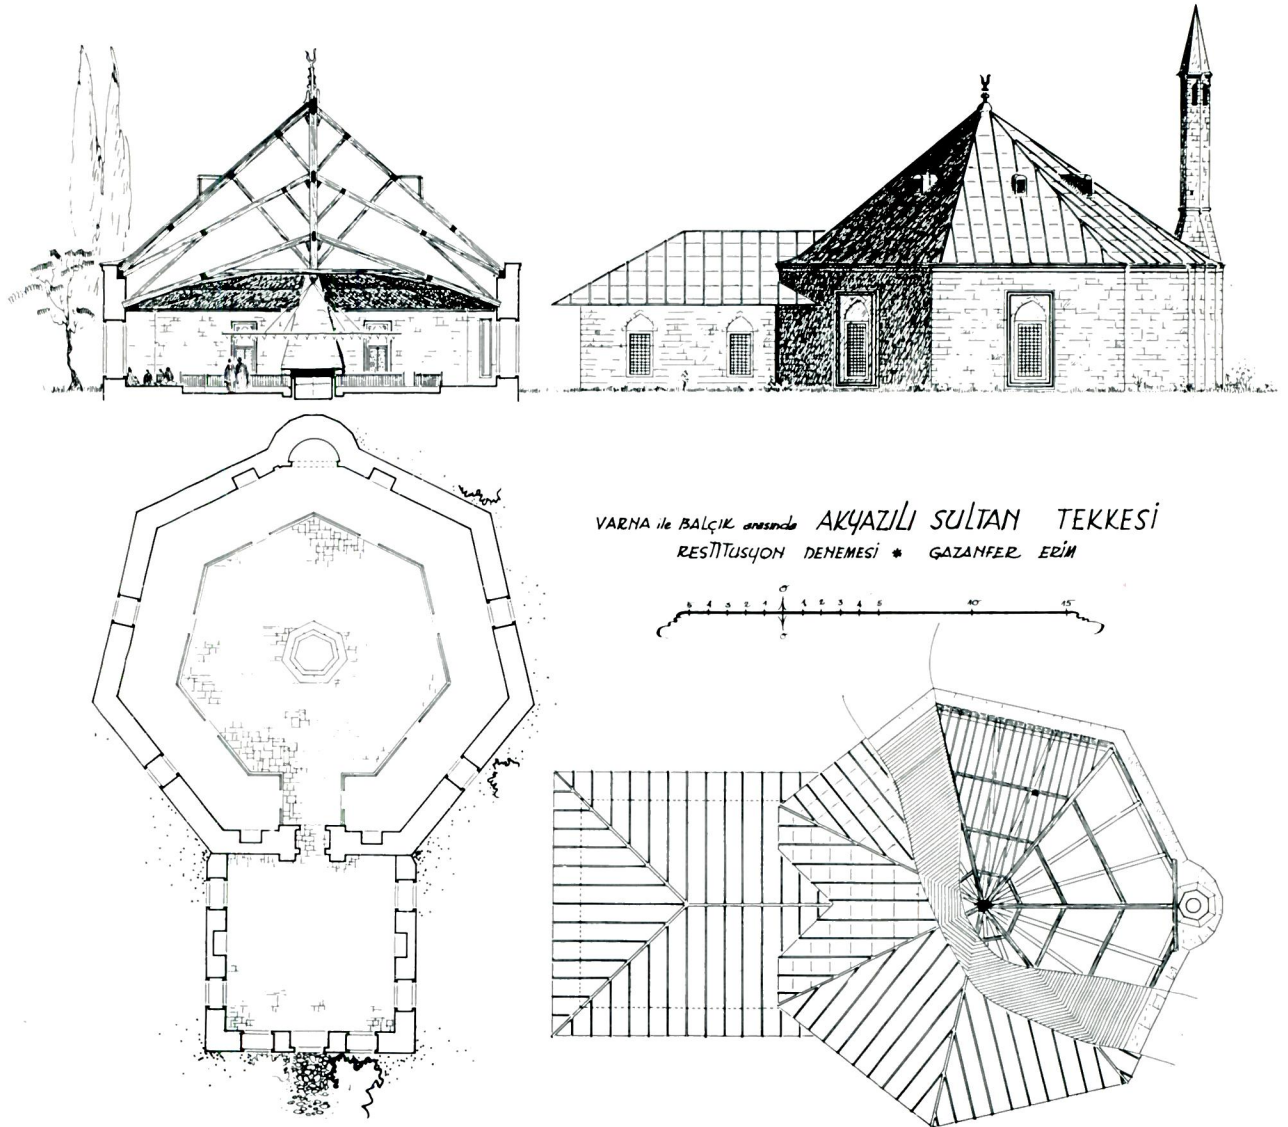 VARNA ile BALÇIK arasında AKYAZILI SULTAN TEKKESİ
RESTITUSYON DENEMESİ * GAZANFER ERİM
0
5 4 3 2 1 1 2 3 4 5 10 15
0